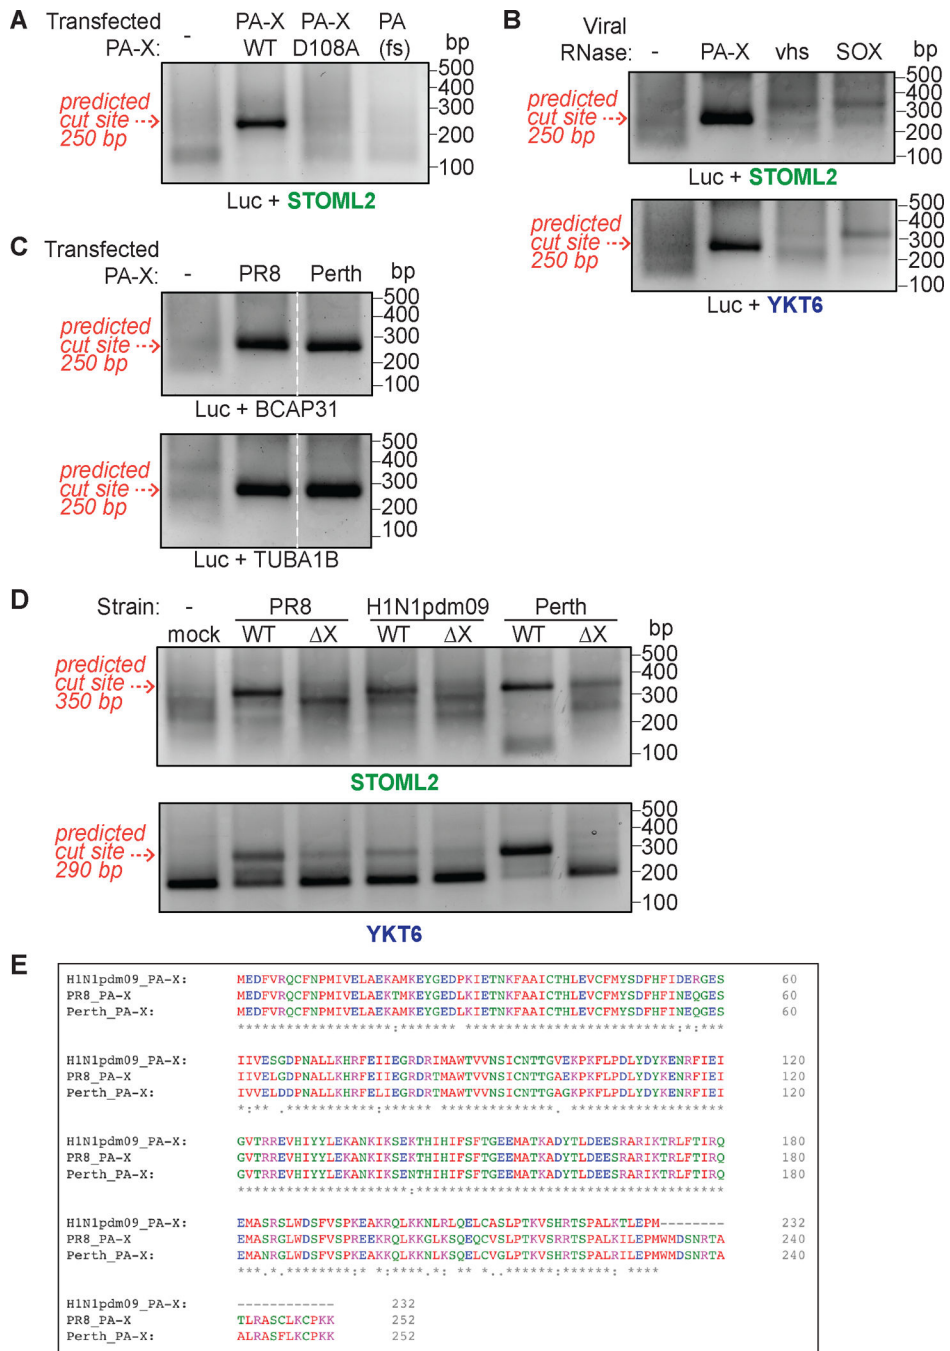 A
Transfected PA-X: - PA-X WT PA-X D108A PA (fs) bp
predicted cut site 250 bp
500
400
300
200
100
Luc + STOML2
B
Viral RNase: - PA-X vhs SOX bp
predicted cut site 250 bp
500
400
300
200
100
Luc + STOML2
predicted cut site 250 bp
500
400
300
200
100
Luc + YKT6
C
Transfected PA-X: - PR8 Perth bp
predicted cut site 250 bp
500
400
300
200
100
Luc + BCAP31
predicted cut site 250 bp
500
400
300
200
100
Luc + TUBA1B
D
Strain: - PR8 H1N1pdm09 Perth
mock WT ΔX WT ΔX WT ΔX bp
predicted cut site 350 bp
500
400
300
200
100
STOML2
predicted cut site 290 bp
500
400
300
200
100
YKT6
E
H1N1pdm09_PA-X: MEDFVRQCFNPMIVELAEKAMKEYGEDPKIETNKFAAICTHLEVCFMYSDFHFIDERGES 60
PR8_PA-X MEDFVRQCFNPMIVELAEKTMKEYGEDLKIETNKFAAICTHLEVCFMYSDFHFINEQGES 60
Perth_PA-X: MEDFVRQCFNPMIVELAEKAMKEYGEDLKIETNKFAAICTHLEVCFMYSDFHFINEQGES 60
*******************:******* **************************:*:***
H1N1pdm09_PA-X: IIVESGDPNALLKHRFEIIEGRDRIMAWTVVNSICNTTGVEKPKFLPDLYDYKENRFIEI 120
PR8_PA-X IIVELGDPNALLKHRFEIIEGRDRTMAWTVVNSICNTTGAEKPKFLPDLYDYKENRFIEI 120
Perth_PA-X: IVVELDDPNALLKHRFELIEGRDRTMAWTVVNSICNTTGAGKPKFLPDLYDYKENRFIEI 120
*:** .***********:****** **************. *******************
H1N1pdm09_PA-X: GVTRREVHIYYLEKANKIKSEKTHIHIFSFTGEEMATKADYTLDEESRARIKTRLFTIRQ 180
PR8_PA-X GVTRREVHIYYLEKANKIKSEKTHIHIFSFTGEEMATKADYTLDEESRARIKTRLFTIRQ 180
Perth_PA-X: GVTRREVHIYYLEKANKIKSENTHIHIFSFTGEEMATKADYTLDEESRARIKTRLFTIRQ 180
*********************:**************************************
H1N1pdm09_PA-X: EMASRSLWDSFVSPKEAKRQLKKNLRLQELCASLPTKVSHRTSPALKTLEPM-------- 232
PR8_PA-X EMASRGLWDSFVSPREEKRQLKKGLKSQELCVSLPTKVSRRTSPALKILEPMWMDSNRTA 240
Perth_PA-X: EMANRGLWDSFVSPKEAKKQLKKNLKSQELCVGLPTKVSHRTSPALRILEPMWMDSNRTA 240
***.*.********:* *:****.*: ****..******:******: ****
H1N1pdm09_PA-X: ------------ 232
PR8_PA-X TLRASCLKCPKK 252
Perth_PA-X: ALRASFLKCPKK 252